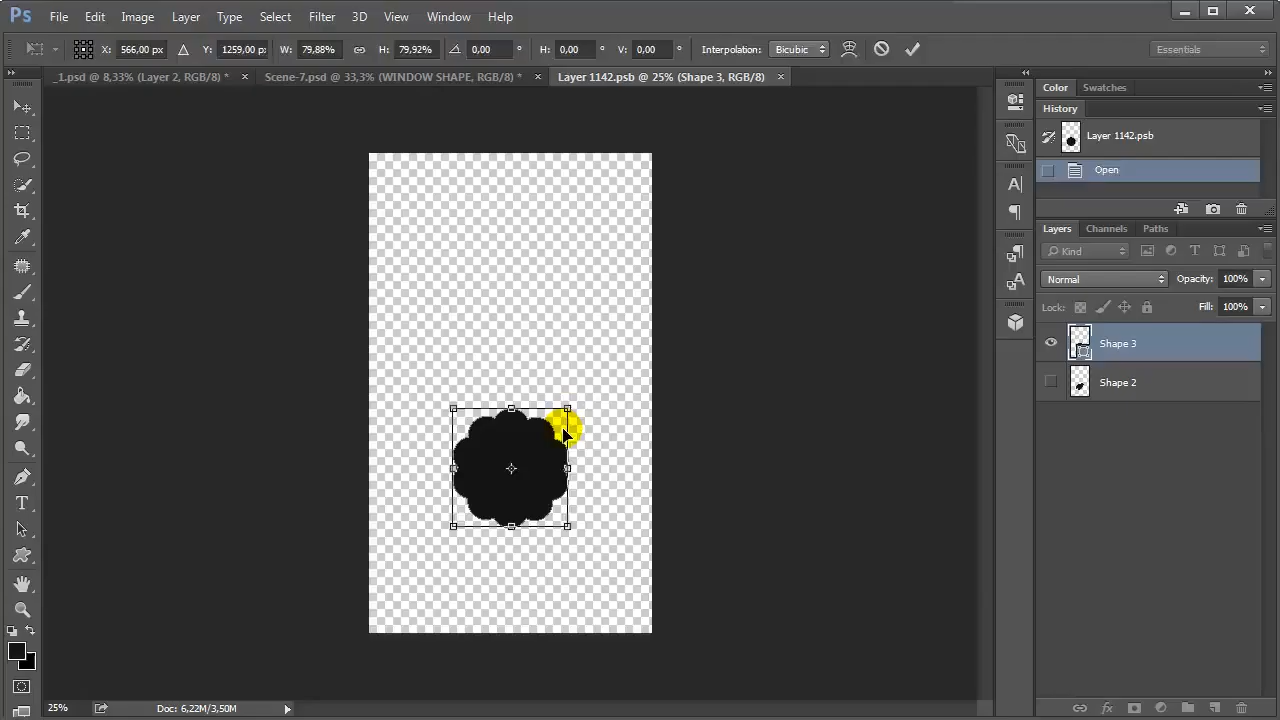 Ps File Edit Image Layer Type Select Filter 3D View Window Help
X: 566,00 px Y: 1259,00 px W: 79,88% H: 79,92% 0,00 ° H: 0,00 ° V: 0,00 ° Interpolation: Bicubic Essentials
_1.psd @ 8,33% (Layer 2, RGB/8) * × Scene-7.psd @ 33,3% (WINDOW SHAPE, RGB/8) * × Layer 1142.psb @ 25% (Shape 3, RGB/8) ×
Color Swatches
History
Layer 1142.psb
Open
Layers Channels Paths
Kind
Normal Opacity: 100%
Lock: Fill: 100%
Shape 3
Shape 2
25% Doc: 6,22M/3,50M